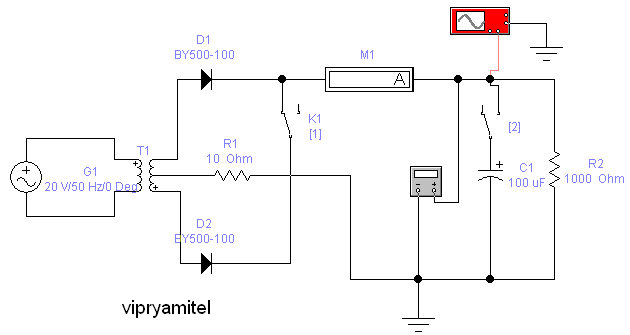 D1
BY500-100
M1
A
K1
[1]
T1
R1
10 Ohm
G1
20 V/50 Hz/0 Deg
[2]
C1
100 uF
R2
1000 Ohm
D2
BY500-100
vipryamitel